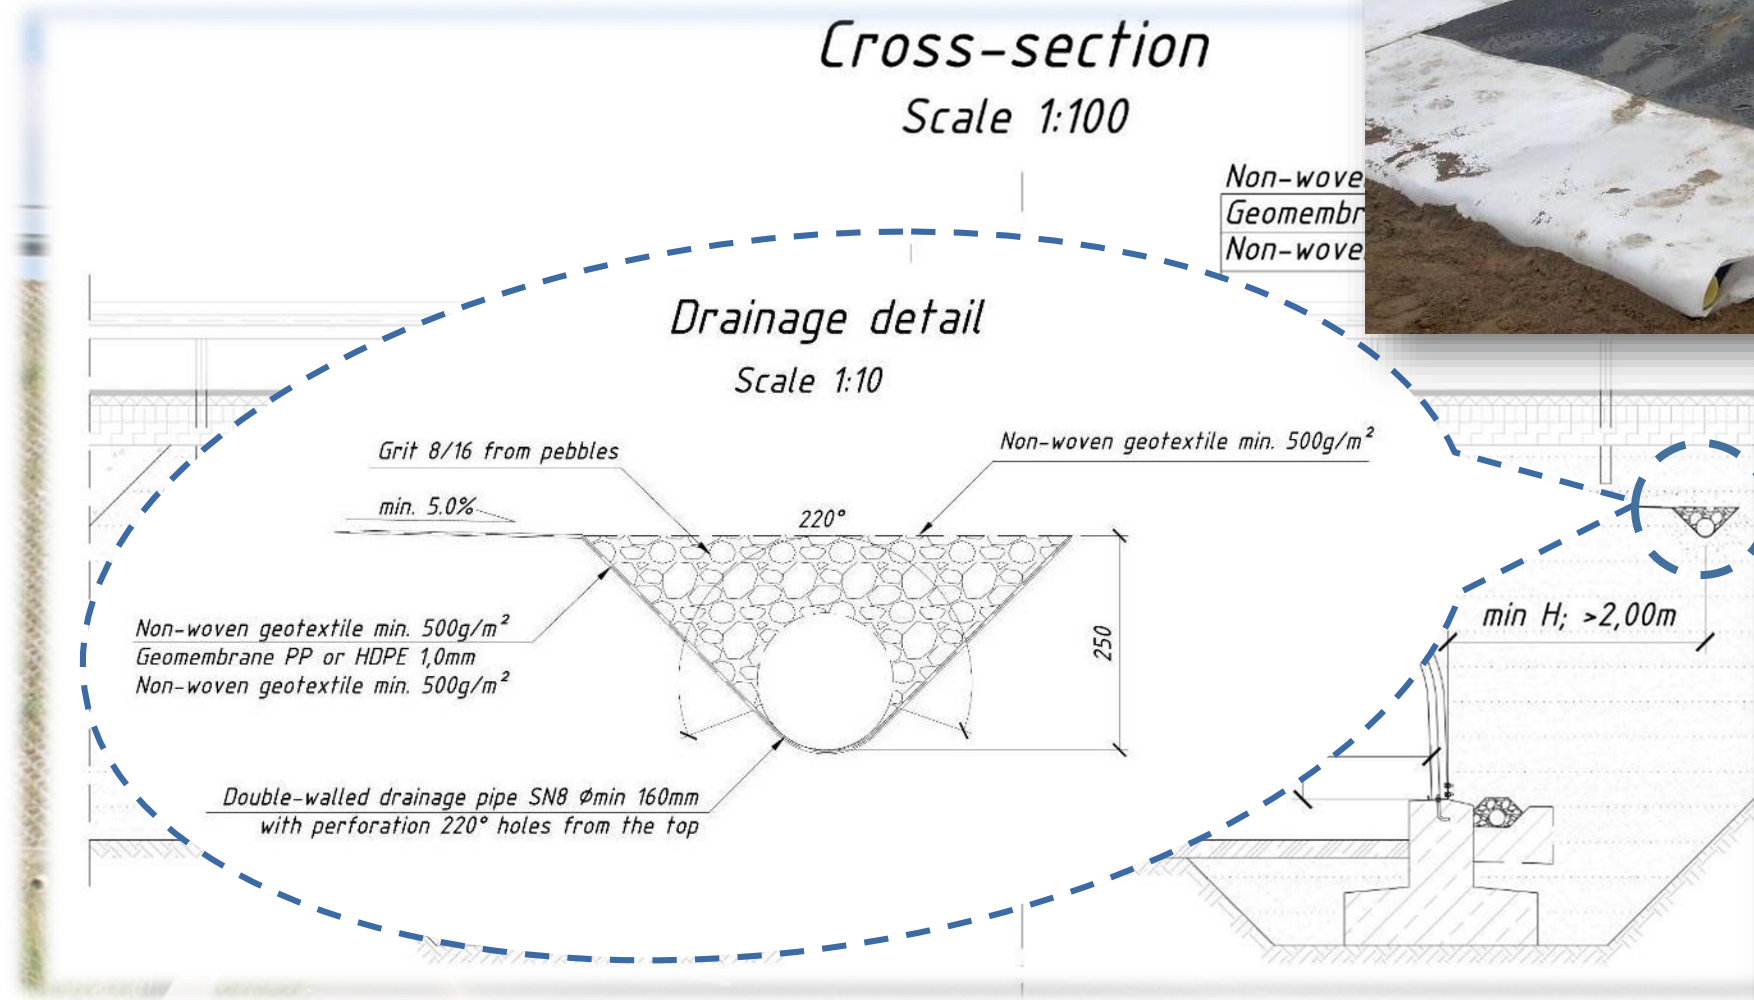 Cross-section
Scale 1:100
Non-wove
Geomembr
Non-wove
Drainage detail
Scale 1:10
Grit 8/16 from pebbles
Non-woven geotextile min. 500g/m²
min. 5.0%
220°
Non-woven geotextile min. 500g/m²
Geomembrane PP or HDPE 1,0mm
Non-woven geotextile min. 500g/m²
250
min H; >2,00m
Double-walled drainage pipe SN8 Ømin 160mm
with perforation 220° holes from the top